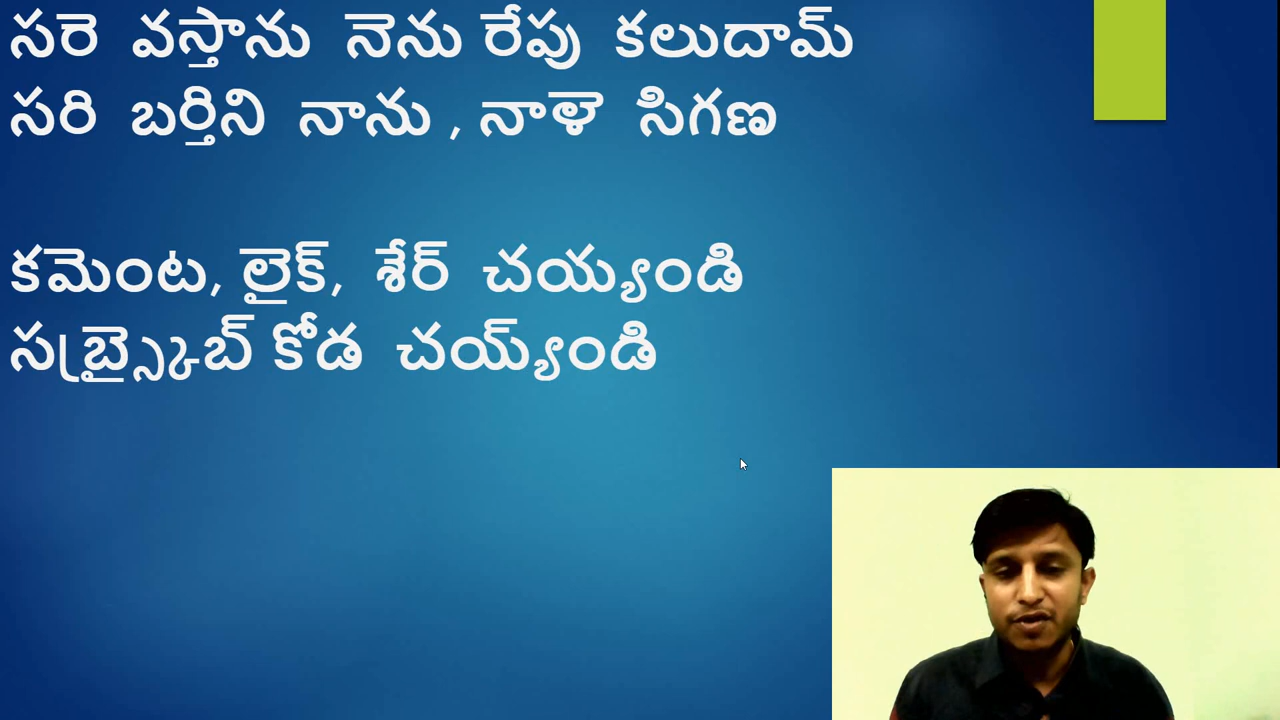 సరె వస్తాను నెను రేపు కలుదామ్
సరి బర్తిని నాను , నాళె సిగణ
కమెంట, లైక్, శేర్ చయ్యండి
సబ్స్క్రైబ్ కోడ చయ్య్ండి